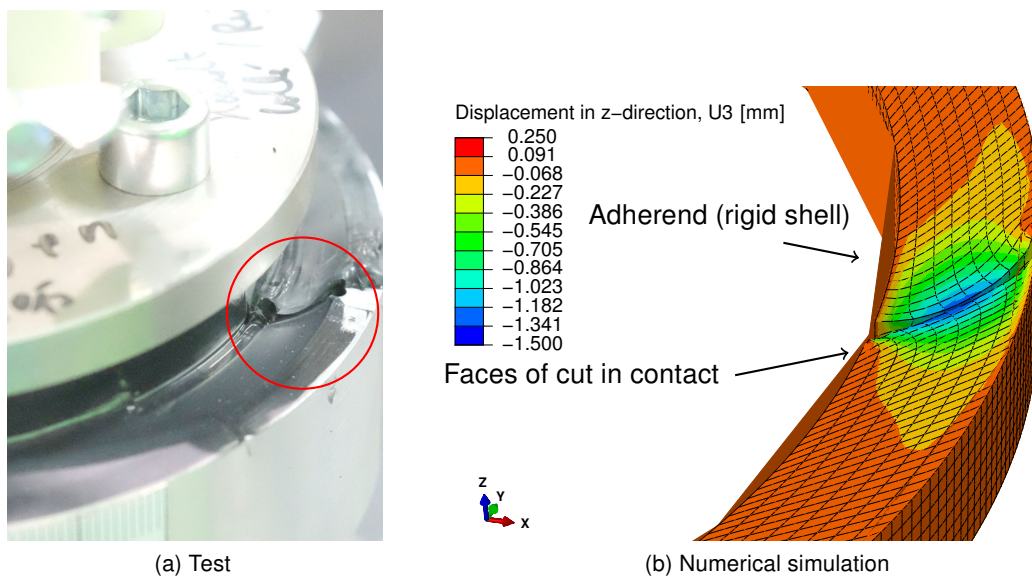 Displacement in z−direction, U3 [mm]
0.250
0.091
−0.068
−0.227
−0.386
−0.545
−0.705
−0.864
−1.023
−1.182
−1.341
−1.500
Adherend (rigid shell)
Faces of cut in contact
Z
Y
X
(a) Test
(b) Numerical simulation